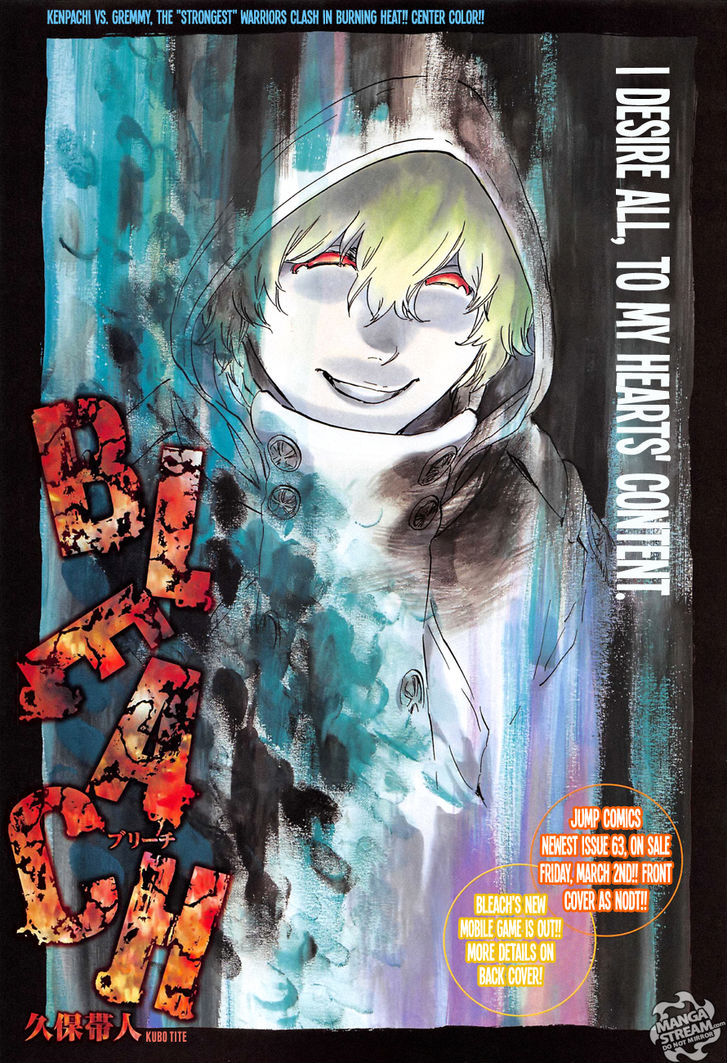 KENPACHI VS. GREMMY, THE "STRONGEST" WARRIORS CLASH IN BURNING HEAT!! CENTER COLOR!!
I DESIRE ALL, TO MY HEARTS' CONTENT.
BLEACH
ブリーチ
久保帯人 KUBO TITE
JUMP COMICS
NEWEST ISSUE 63, ON SALE
FRIDAY, MARCH 2ND!! FRONT
COVER AS NODT!!
BLEACH'S NEW
MOBILE GAME IS OUT!!
MORE DETAILS ON
BACK COVER!
MANGA
STREAM.com
DO NOT MIRROR